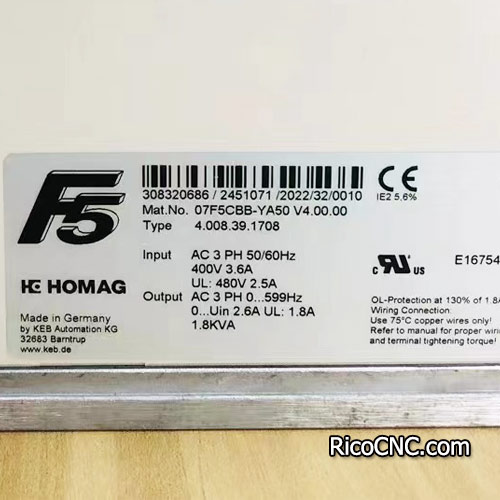 F5
308320686 / 2451071 /2022/32/0010
Mat.No. 07F5CBB-YA50 V4.00.00
Type 4.008.39.1708
CE
IE2 5,6%
Input AC 3 PH 50/60Hz
400V 3.6A
UL: 480V 2.5A
Output AC 3 PH 0...599Hz
0...Uin 2.6A UL: 1.8A
1.8KVA
HOMAG
Made in Germany
by KEB Automation KG
32683 Barntrup
www.keb.de
c RU us
E16754
OL-Protection at 130% of 1.8A
Wiring Connection:
Use 75°C copper wires only!
Refer to manual for proper wiring
and terminal tightening torque!
RicoCNC.com